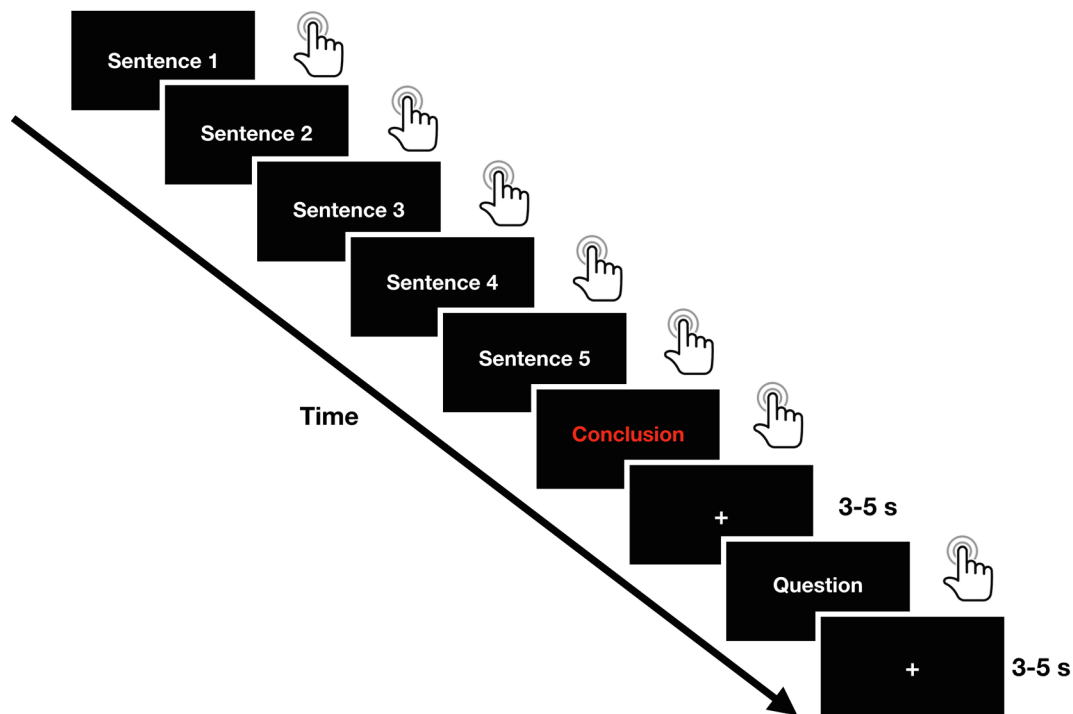 Sentence 1
Sentence 2
Sentence 3
Sentence 4
Sentence 5
Time
Conclusion
+
3-5 s
Question
+
3-5 s